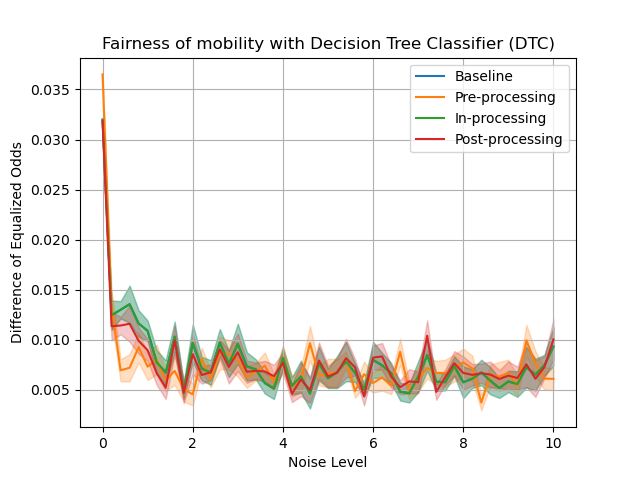 Fairness of mobility with Decision Tree Classifier (DTC)
Baseline
Pre-processing
In-processing
Post-processing
Difference of Equalized Odds
0.035
0.030
0.025
0.020
0.015
0.010
0.005
0 2 4 6 8 10
Noise Level